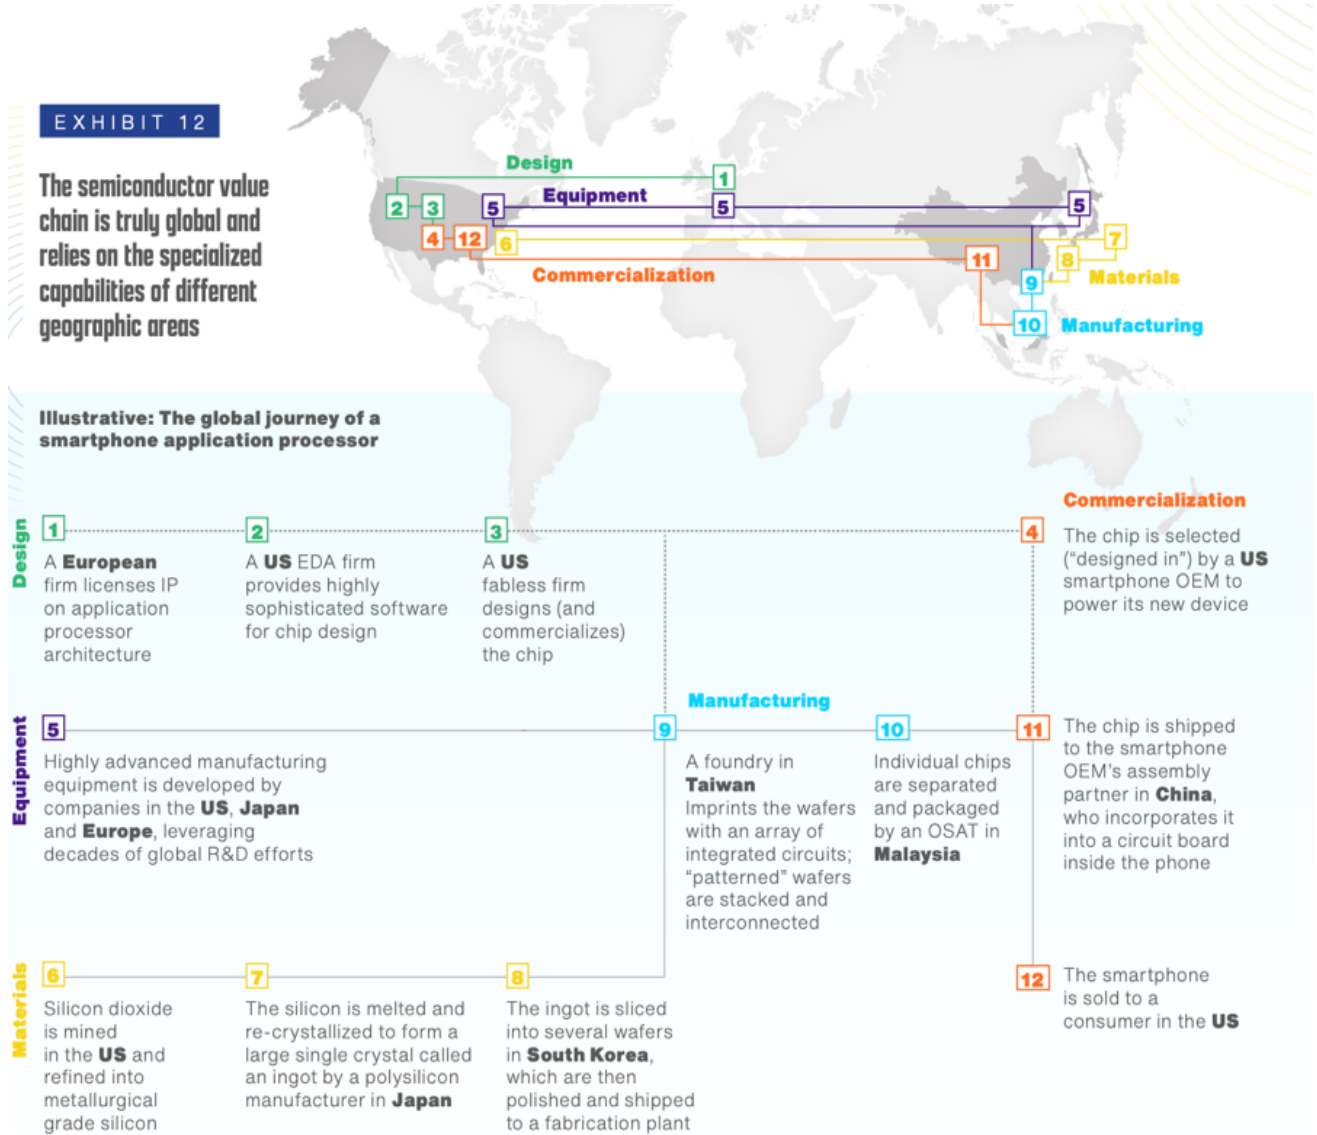 EXHIBIT 12
The semiconductor value
chain is truly global and
relies on the specialized
capabilities of different
geographic areas
Design
1
2
3
5
Equipment
5
5
4
12
6
7
Commercialization
11
8
Materials
9
10
Manufacturing
Illustrative: The global journey of a
smartphone application processor
Design
1
A European
firm licenses IP
on application
processor
architecture
2
A US EDA firm
provides highly
sophisticated software
for chip design
3
A US
fabless firm
designs (and
commercializes)
the chip
Commercialization
4
The chip is selected
(“designed in”) by a US
smartphone OEM to
power its new device
Equipment
5
Highly advanced manufacturing
equipment is developed by
companies in the US, Japan
and Europe, leveraging
decades of global R&D efforts
Manufacturing
9
A foundry in
Taiwan
Imprints the wafers
with an array of
integrated circuits;
“patterned” wafers
are stacked and
interconnected
10
Individual chips
are separated
and packaged
by an OSAT in
Malaysia
11
The chip is shipped
to the smartphone
OEM’s assembly
partner in China,
who incorporates it
into a circuit board
inside the phone
Materials
6
Silicon dioxide
is mined
in the US and
refined into
metallurgical
grade silicon
7
The silicon is melted and
re-crystallized to form a
large single crystal called
an ingot by a polysilicon
manufacturer in Japan
8
The ingot is sliced
into several wafers
in South Korea,
which are then
polished and shipped
to a fabrication plant
12
The smartphone
is sold to a
consumer in the US